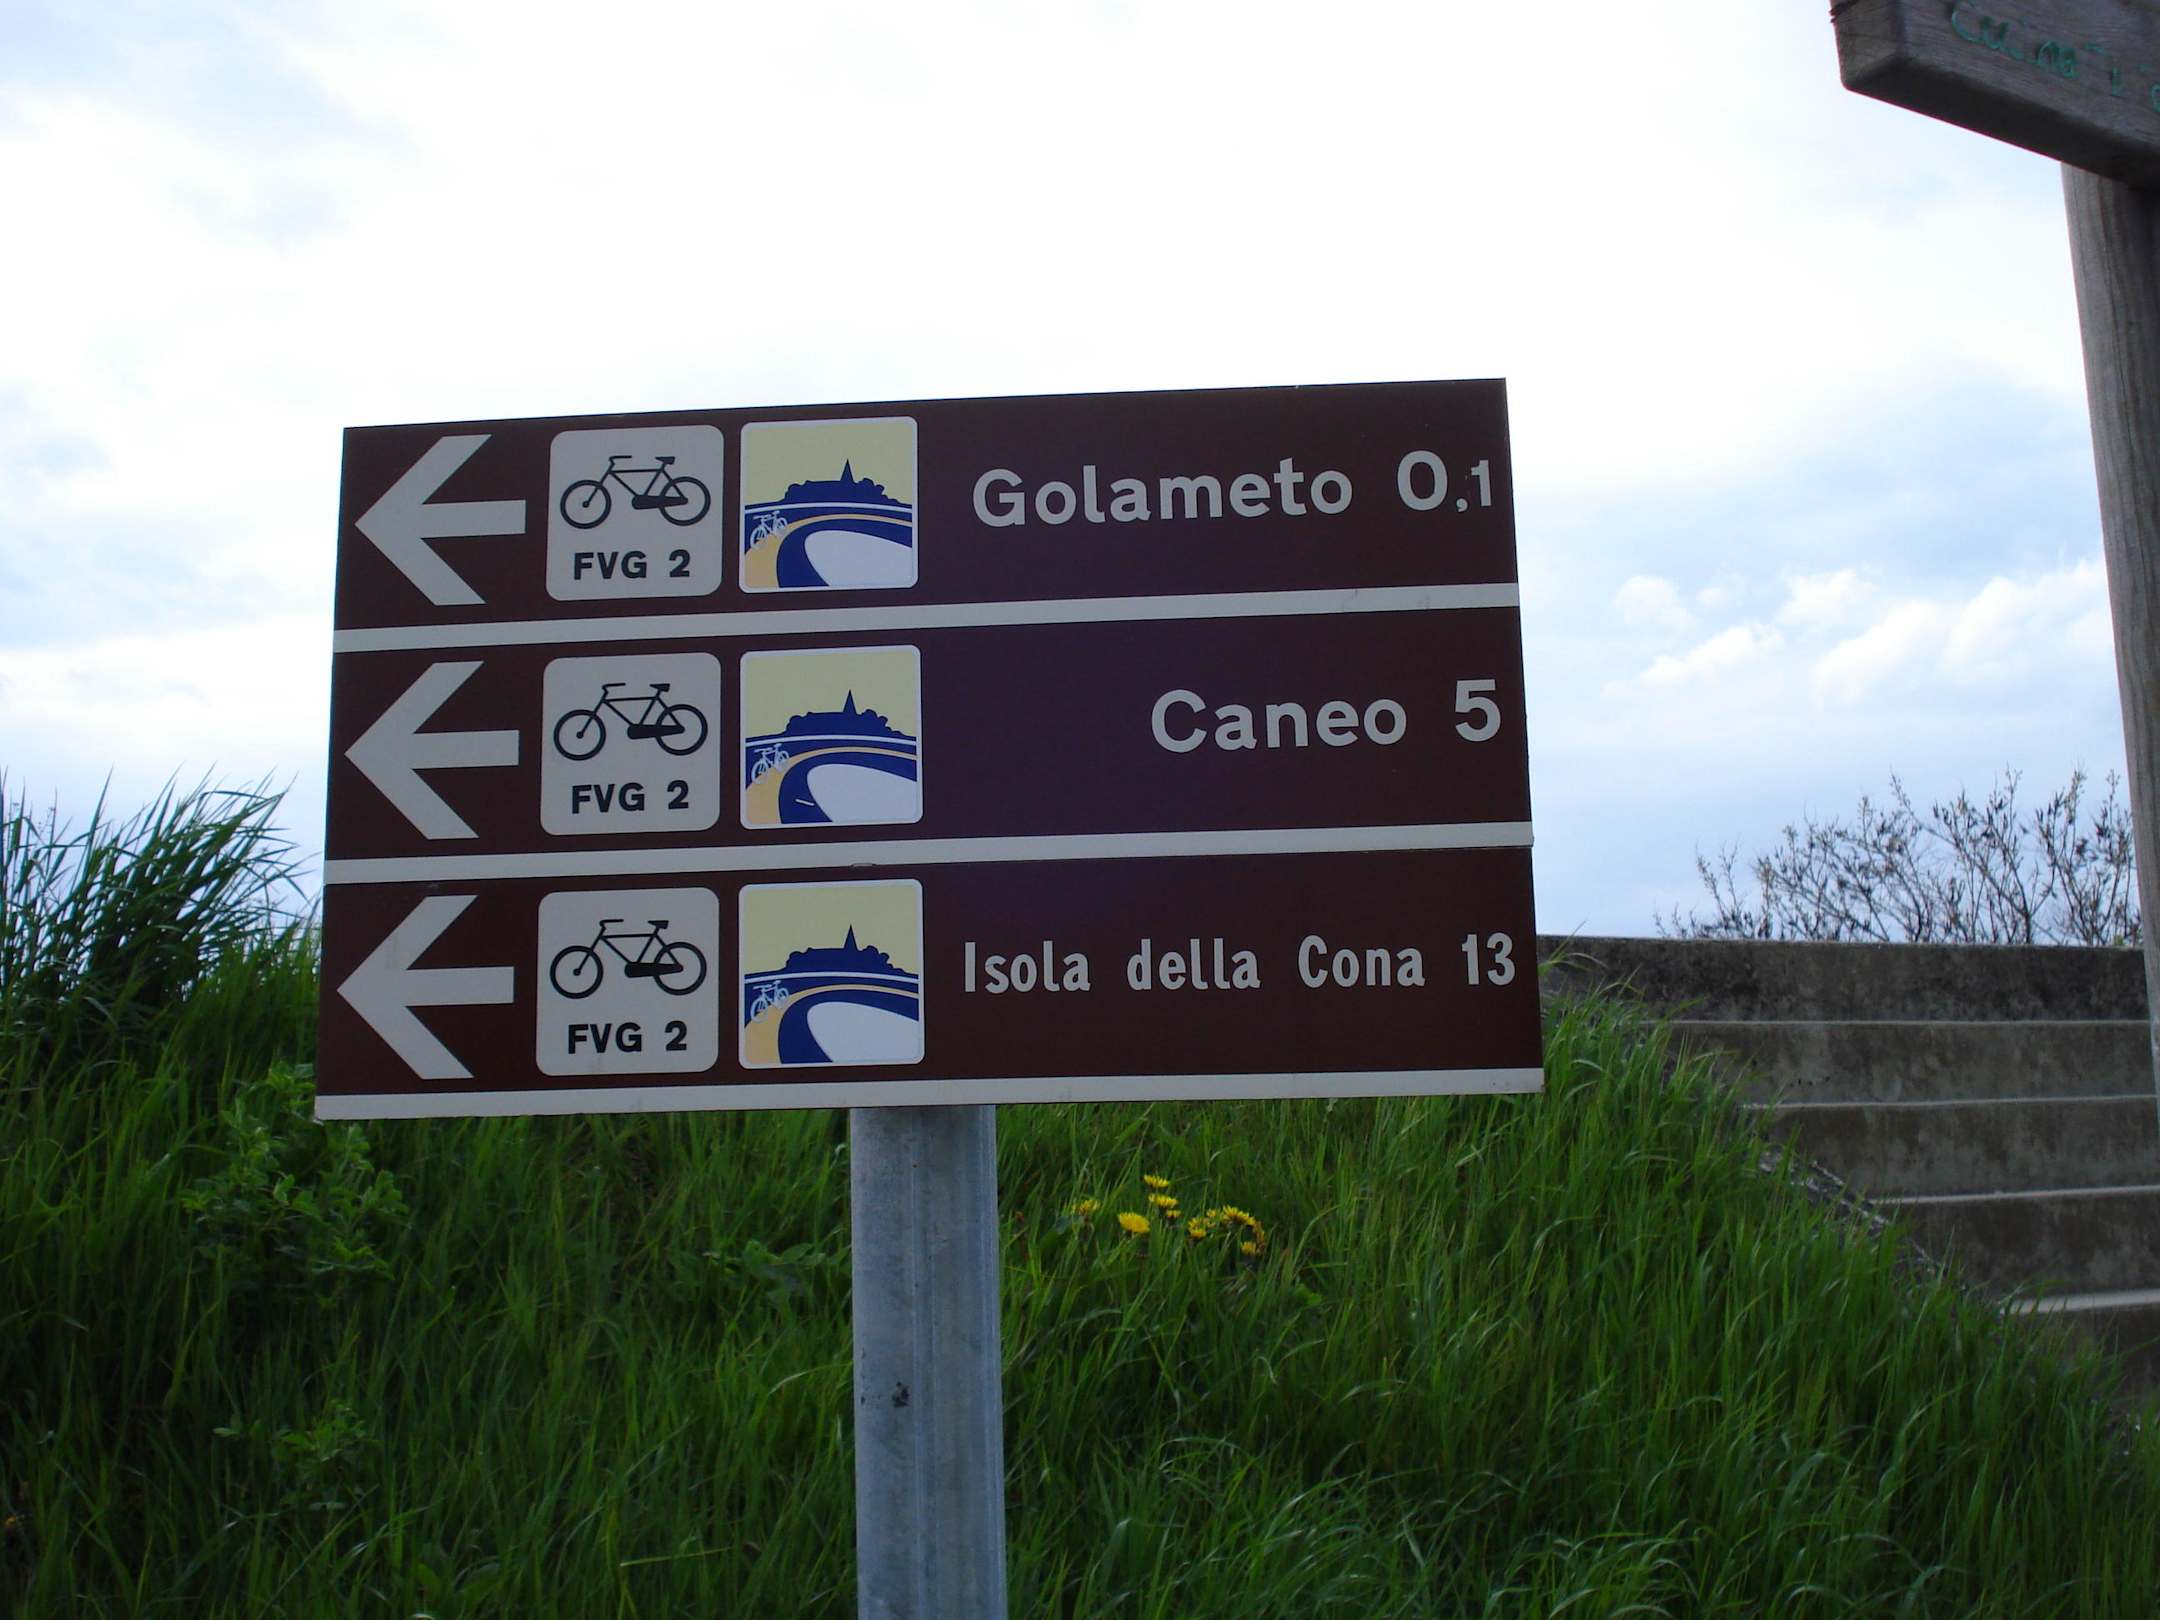 FVG 2 Golameto 0,1
FVG 2 Caneo 5
FVG 2 Isola della Cona 13